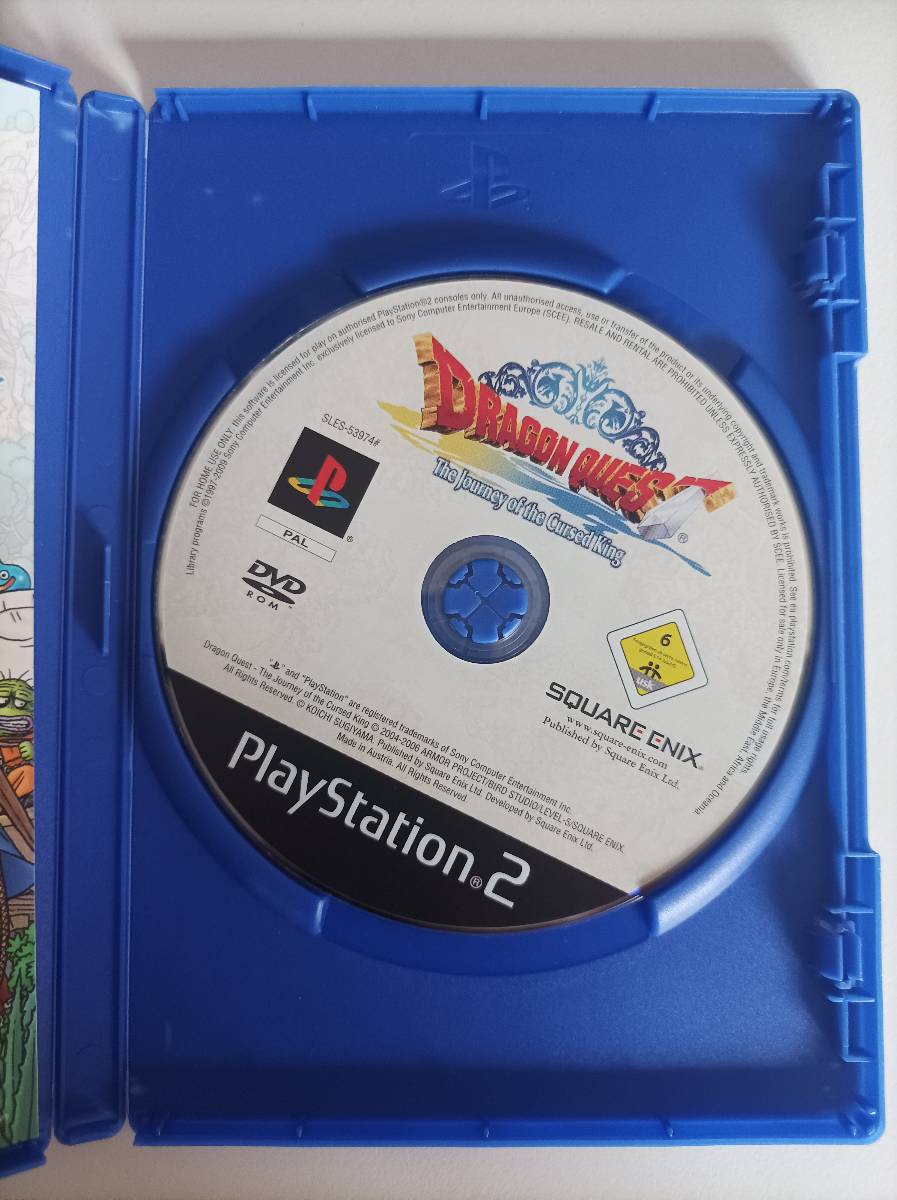 FOR HOME USE ONLY: this software is licensed for play on authorised PlayStation®2 consoles only. All unauthorised access, use or transfer of the product or its underlying copyright and trademark works is prohibited. See eu.playstation.com/terms for full usage rights.
Library programs ©1997-2009 Sony Computer Entertainment Inc. exclusively licensed to Sony Computer Entertainment Europe (SCEE). RESALE AND RENTAL ARE PROHIBITED UNLESS EXPRESSLY AUTHORISED BY SCEE. Licensed for sale only in Europe, the Middle East, Africa and Oceania.
DRAGON QUEST
®
The Journey of the Cursed King
SLES-53974#
®
PAL
DVD
ROM
6
usk
SQUARE ENIX®
www.square-enix.com
Published by Square Enix Ltd.
"PS" and "PlayStation" are registered trademarks of Sony Computer Entertainment Inc.
Dragon Quest - The Journey of the Cursed King © 2004-2006 ARMOR PROJECT/BIRD STUDIO/LEVEL-5/SQUARE ENIX.
All Rights Reserved. © KOICHI SUGIYAMA. Published by Square Enix Ltd. Developed by Square Enix Ltd.
Made in Austria. All Rights Reserved.
PlayStation®2